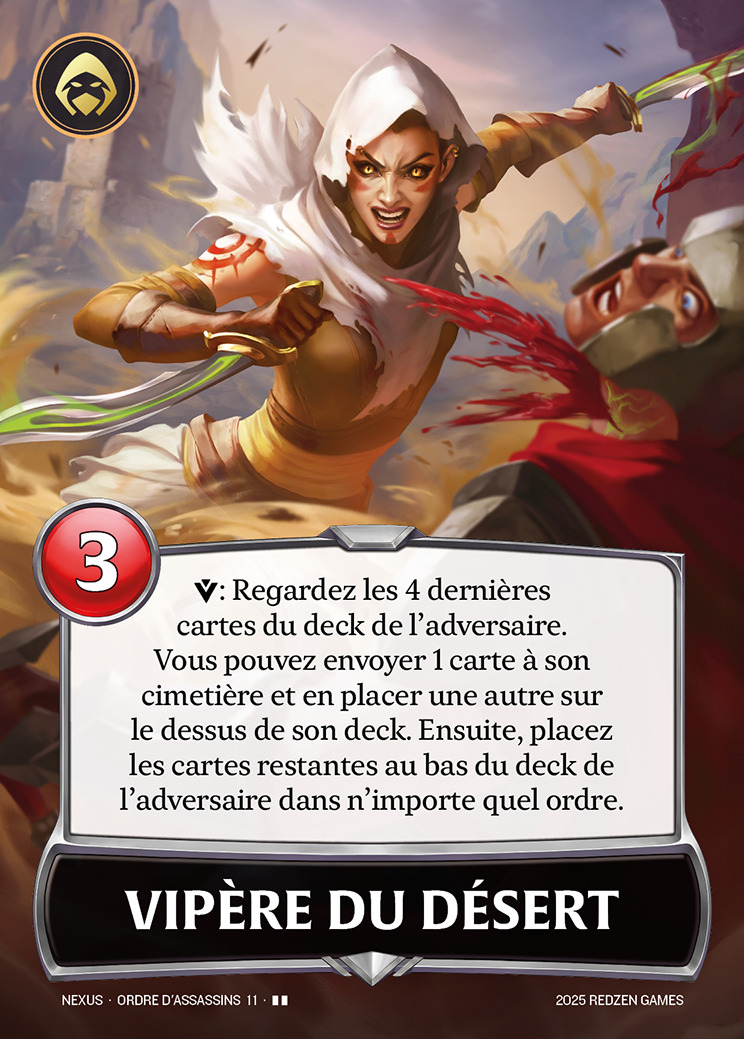 3
: Regardez les 4 dernières
cartes du deck de l’adversaire.
Vous pouvez envoyer 1 carte à son
cimetière et en placer une autre sur
le dessus de son deck. Ensuite, placez
les cartes restantes au bas du deck de
l’adversaire dans n’importe quel ordre.
VIPÈRE DU DÉSERT
NEXUS · ORDRE D’ASSASSINS 11 ·
2025 REDZEN GAMES